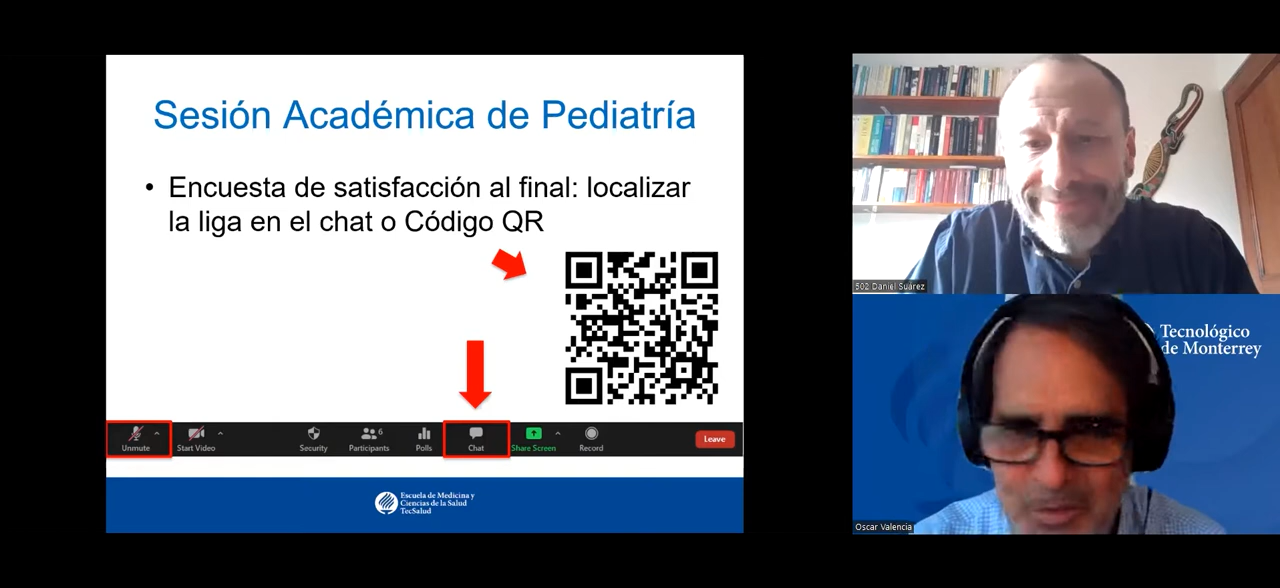 Sesión Académica de Pediatría
• Encuesta de satisfacción al final: localizar
la liga en el chat o Código QR
Unmute
Start Video
Security
6
Participants
Polls
Chat
Share Screen
Record
Leave
Escuela de Medicina y
Ciencias de la Salud
TecSalud
502 Daniel Suárez
Tecnológico
de Monterrey
Oscar Valencia